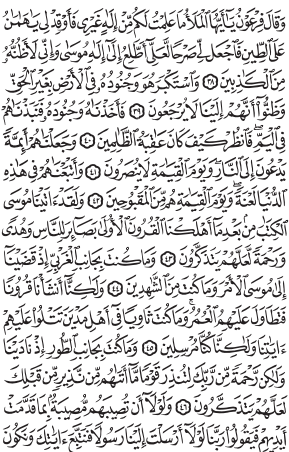 وَقَالَ فِرْعَوْنُ يَٰٓأَيُّهَا ٱلْمَلَأُ مَا عَلِمْتُ لَكُم مِّنْ إِلَٰهٍ غَيْرِى فَأَوْقِدْ لِى يَٰهَٰمَٰنُ
عَلَى ٱلطِّينِ فَٱجْعَل لِّى صَرْحًا لَّعَلِّىٓ أَطَّلِعُ إِلَىٰٓ إِلَٰهِ مُوسَىٰ وَإِنِّى لَأَظُنُّهُۥ
مِنَ ٱلْكَٰذِبِينَ ٣٨ وَٱسْتَكْبَرَ هُوَ وَجُنُودُهُۥ فِى ٱلْأَرْضِ بِغَيْرِ ٱلْحَقِّ
وَظَنُّوٓا۟ أَنَّهُمْ إِلَيْنَا لَا يُرْجَعُونَ ٣٩ فَأَخَذْنَٰهُ وَجُنُودَهُۥ فَنَبَذْنَٰهُمْ
فِى ٱلْيَمِّ ۖ فَٱنظُرْ كَيْفَ كَانَ عَٰقِبَةُ ٱلظَّٰلِمِينَ ٤٠ وَجَعَلْنَٰهُمْ أَئِمَّةً
يَدْعُونَ إِلَى ٱلنَّارِ ۖ وَيَوْمَ ٱلْقِيَٰمَةِ لَا يُنصَرُونَ ٤١ وَأَتْبَعْنَٰهُمْ فِى هَٰذِهِ
ٱلدُّنْيَا لَعْنَةً ۖ وَيَوْمَ ٱلْقِيَٰمَةِ هُم مِّنَ ٱلْمَقْبُوحِينَ ٤٢ وَلَقَدْ ءَاتَيْنَا مُوسَى
ٱلْكِتَٰبَ مِنۢ بَعْدِ مَآ أَهْلَكْنَا ٱلْقُرُونَ ٱلْأُولَىٰ بَصَآئِرَ لِلنَّاسِ وَهُدًى
وَرَحْمَةً لَّعَلَّهُمْ يَتَذَكَّرُونَ ٤٣ وَمَا كُنتَ بِجَانِبِ ٱلْغَرْبِىِّ إِذْ قَضَيْنَآ
إِلَىٰ مُوسَى ٱلْأَمْرَ وَمَا كُنتَ مِنَ ٱلشَّٰهِدِينَ ٤٤ وَلَٰكِنَّآ أَنشَأْنَا قُرُونًا
فَتَطَاوَلَ عَلَيْهِمُ ٱلْعُمُرُ ۚ وَمَا كُنتَ ثَاوِيًا فِىٓ أَهْلِ مَدْيَنَ تَتْلُوا۟ عَلَيْهِمْ
ءَايَٰتِنَا وَلَٰكِنَّا كُنَّا مُرْسِلِينَ ٤٥ وَمَا كُنتَ بِجَانِبِ ٱلطُّورِ إِذْ نَادَيْنَا
وَلَٰكِن رَّحْمَةً مِّن رَّبِّكَ لِتُنذِرَ قَوْمًا مَّآ أَتَىٰهُم مِّن نَّذِيرٍ مِّن قَبْلِكَ
لَعَلَّهُمْ يَتَذَكَّرُونَ ٤٦ وَلَوْلَآ أَن تُصِيبَهُم مُّصِيبَةٌۢ بِمَا قَدَّمَتْ
أَيْدِيهِمْ فَيَقُولُوا۟ رَبَّنَا لَوْلَآ أَرْسَلْتَ إِلَيْنَا رَسُولًا فَنَتَّبِعَ ءَايَٰتِكَ وَنَكُونَ